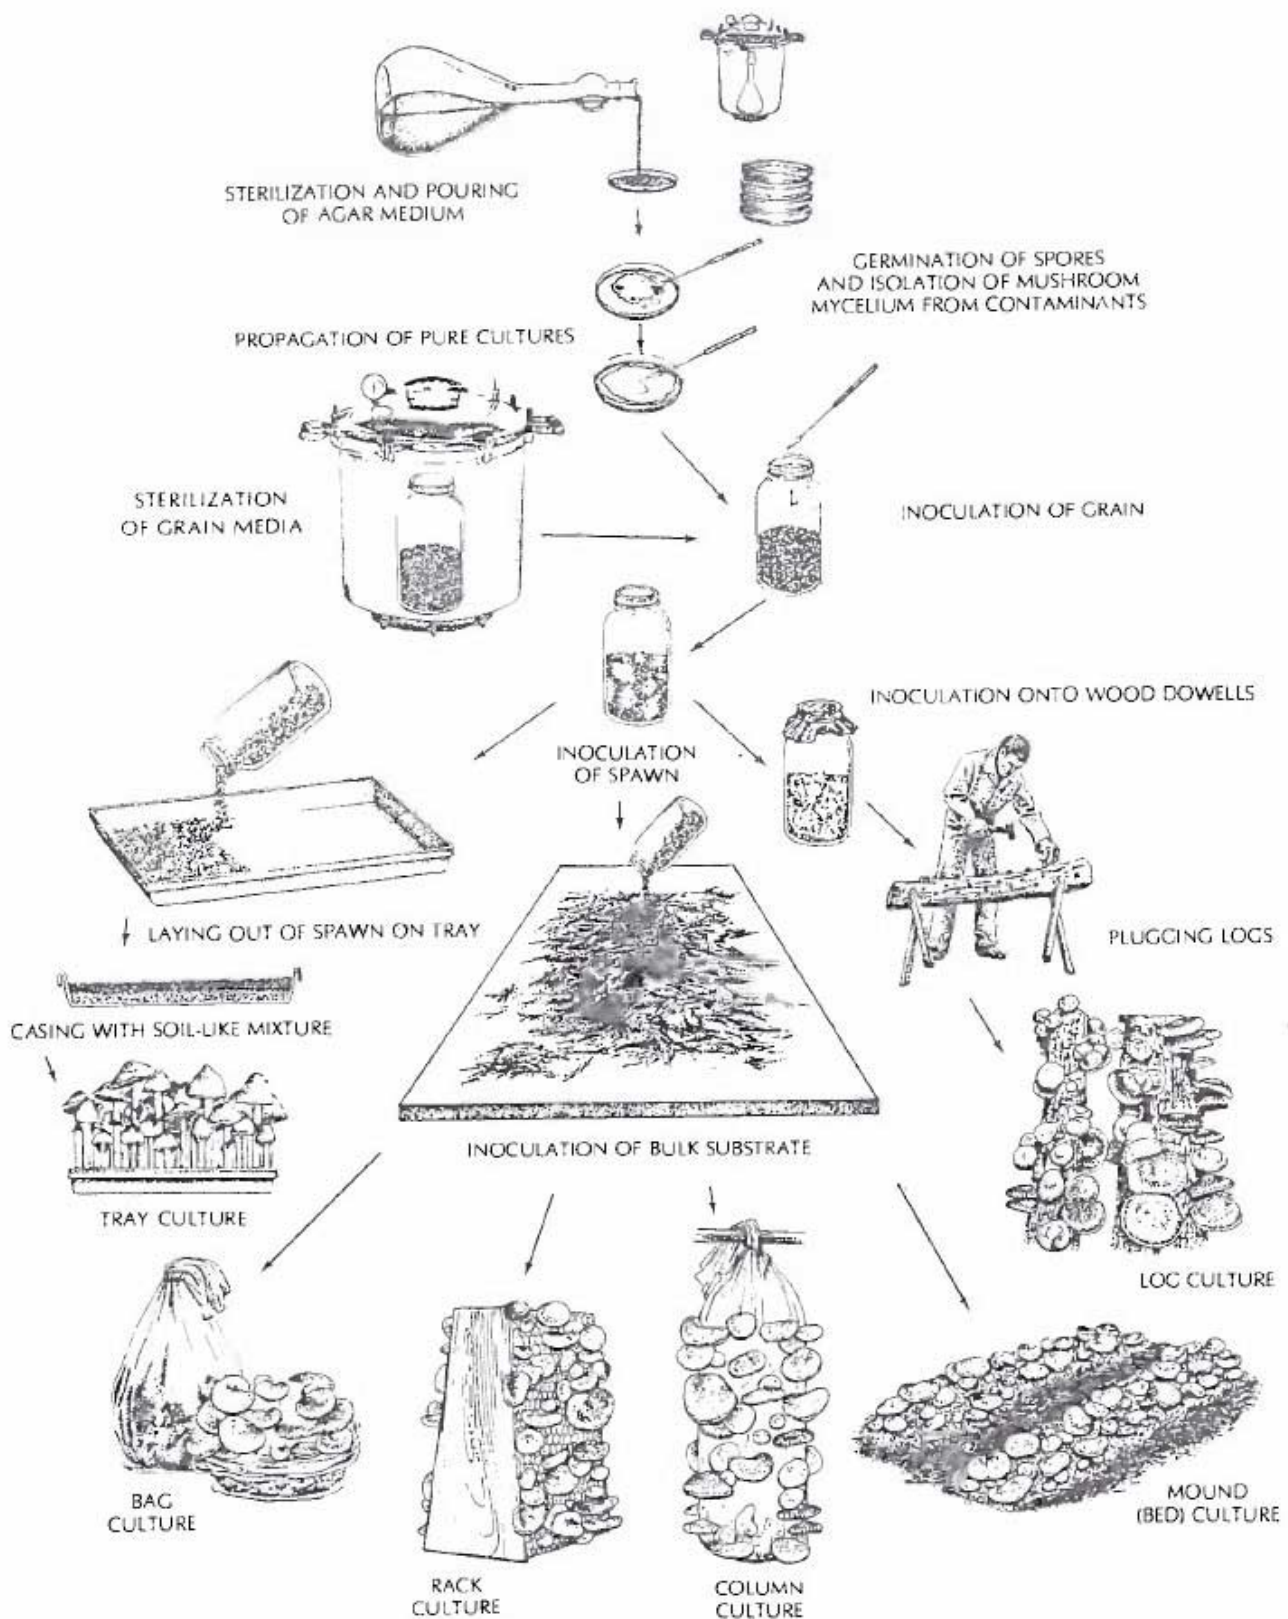 STERILIZATION AND POURING
OF AGAR MEDIUM
GERMINATION OF SPORES
AND ISOLATION OF MUSHROOM
MYCELIUM FROM CONTAMINANTS
PROPAGATION OF PURE CULTURES
STERILIZATION
OF GRAIN MEDIA
INOCULATION OF GRAIN
INOCULATION ONTO WOOD DOWELLS
INOCULATION
OF SPAWN
LAYING OUT OF SPAWN ON TRAY
PLUGGING LOGS
CASING WITH SOIL-LIKE MIXTURE
INOCULATION OF BULK SUBSTRATE
TRAY CULTURE
LOG CULTURE
BAG
CULTURE
RACK
CULTURE
COLUMN
CULTURE
MOUND
(BED) CULTURE